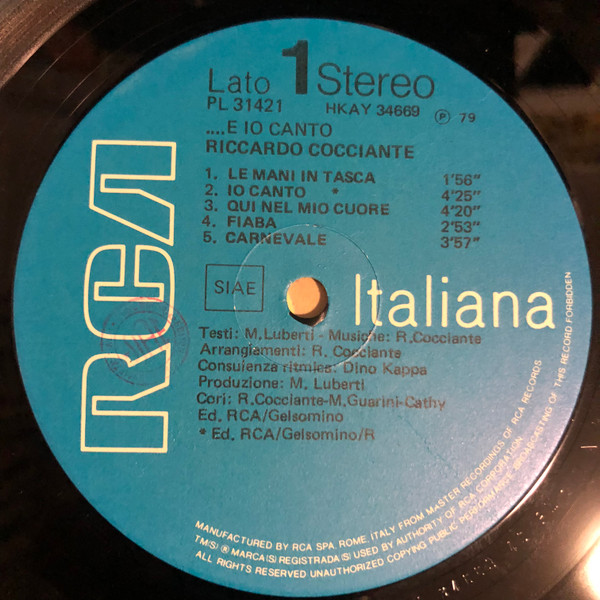 Lato 1 Stereo
PL 31421 HKAY 34669 Ⓟ 79
....E IO CANTO
RICCARDO COCCIANTE
1. LE MANI IN TASCA 1'56"
2. IO CANTO * 4'25"
3. QUI NEL MIO CUORE 4'20"
4. FIABA 2'53"
5. CARNEVALE 3'57"
RCA
SIAE
Italiana
Testi: M.Luberti - Musiche: R.Cocciante
Arrangiamenti: R. Cocciante
Consulenza ritmica: Dino Kappa
Produzione: M. Luberti
Cori: R.Cocciante-M.Guarini-Cathy
Ed. RCA/Gelsomino
* Ed. RCA/Gelsomino/R
MANUFACTURED BY RCA SPA ROME, ITALY FROM MASTER RECORDINGS OF RCA RECORDS
TM(S) ® MARCA(S) REGISTRADA(S) USED BY AUTHORITY OF RCA CORPORATION.
ALL RIGHTS RESERVED UNAUTHORIZED COPYING PUBLIC PERFORMANCE BROADCASTING OF THIS RECORD FORBIDDEN